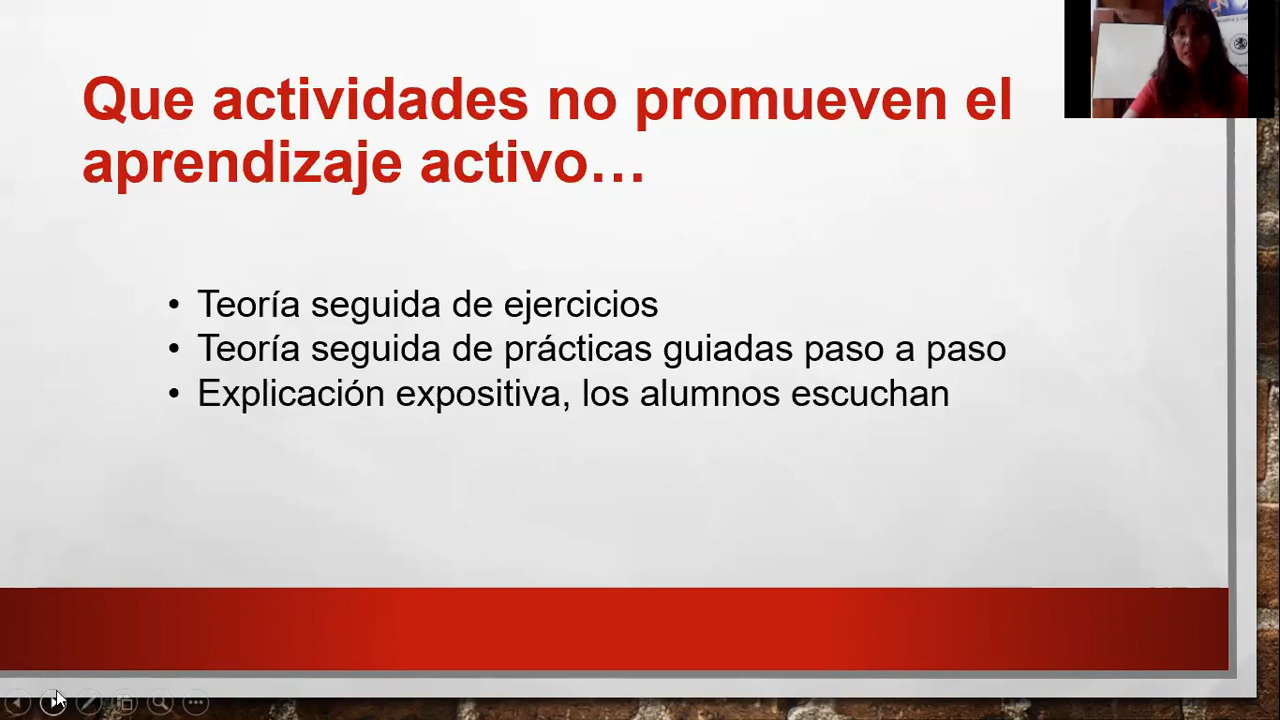 Que actividades no promueven el
aprendizaje activo…
• Teoría seguida de ejercicios
• Teoría seguida de prácticas guiadas paso a paso
• Explicación expositiva, los alumnos escuchan